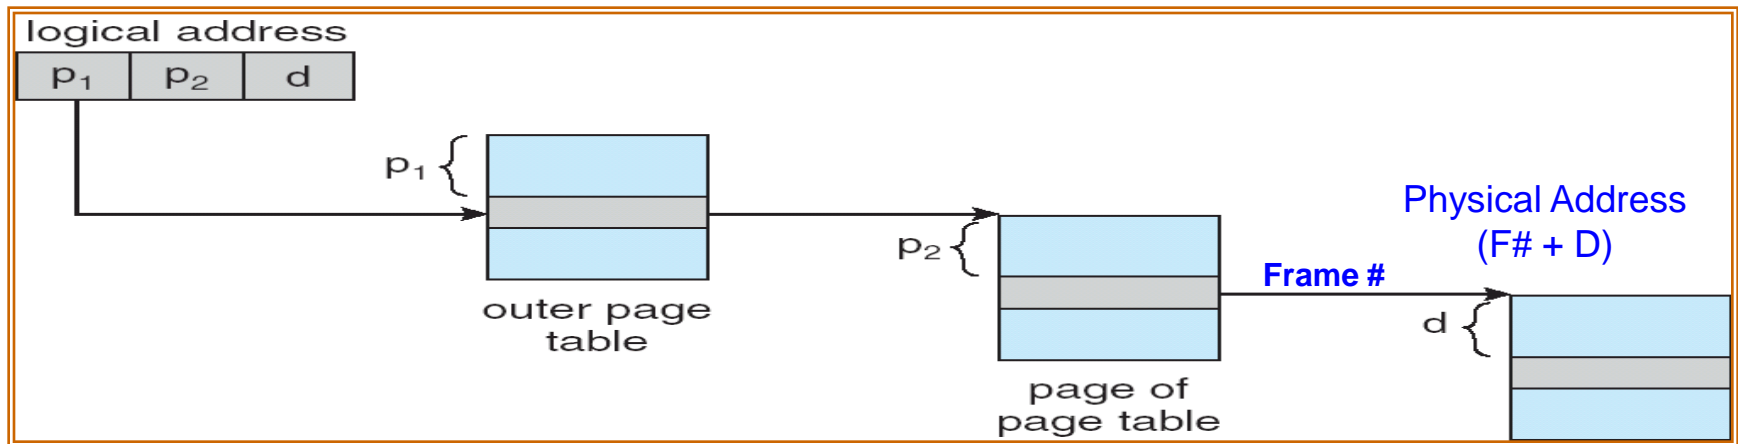 logical address
p₁ p₂ d
p₁
outer page
table
p₂
page of
page table
Frame #
Physical Address
(F# + D)
d